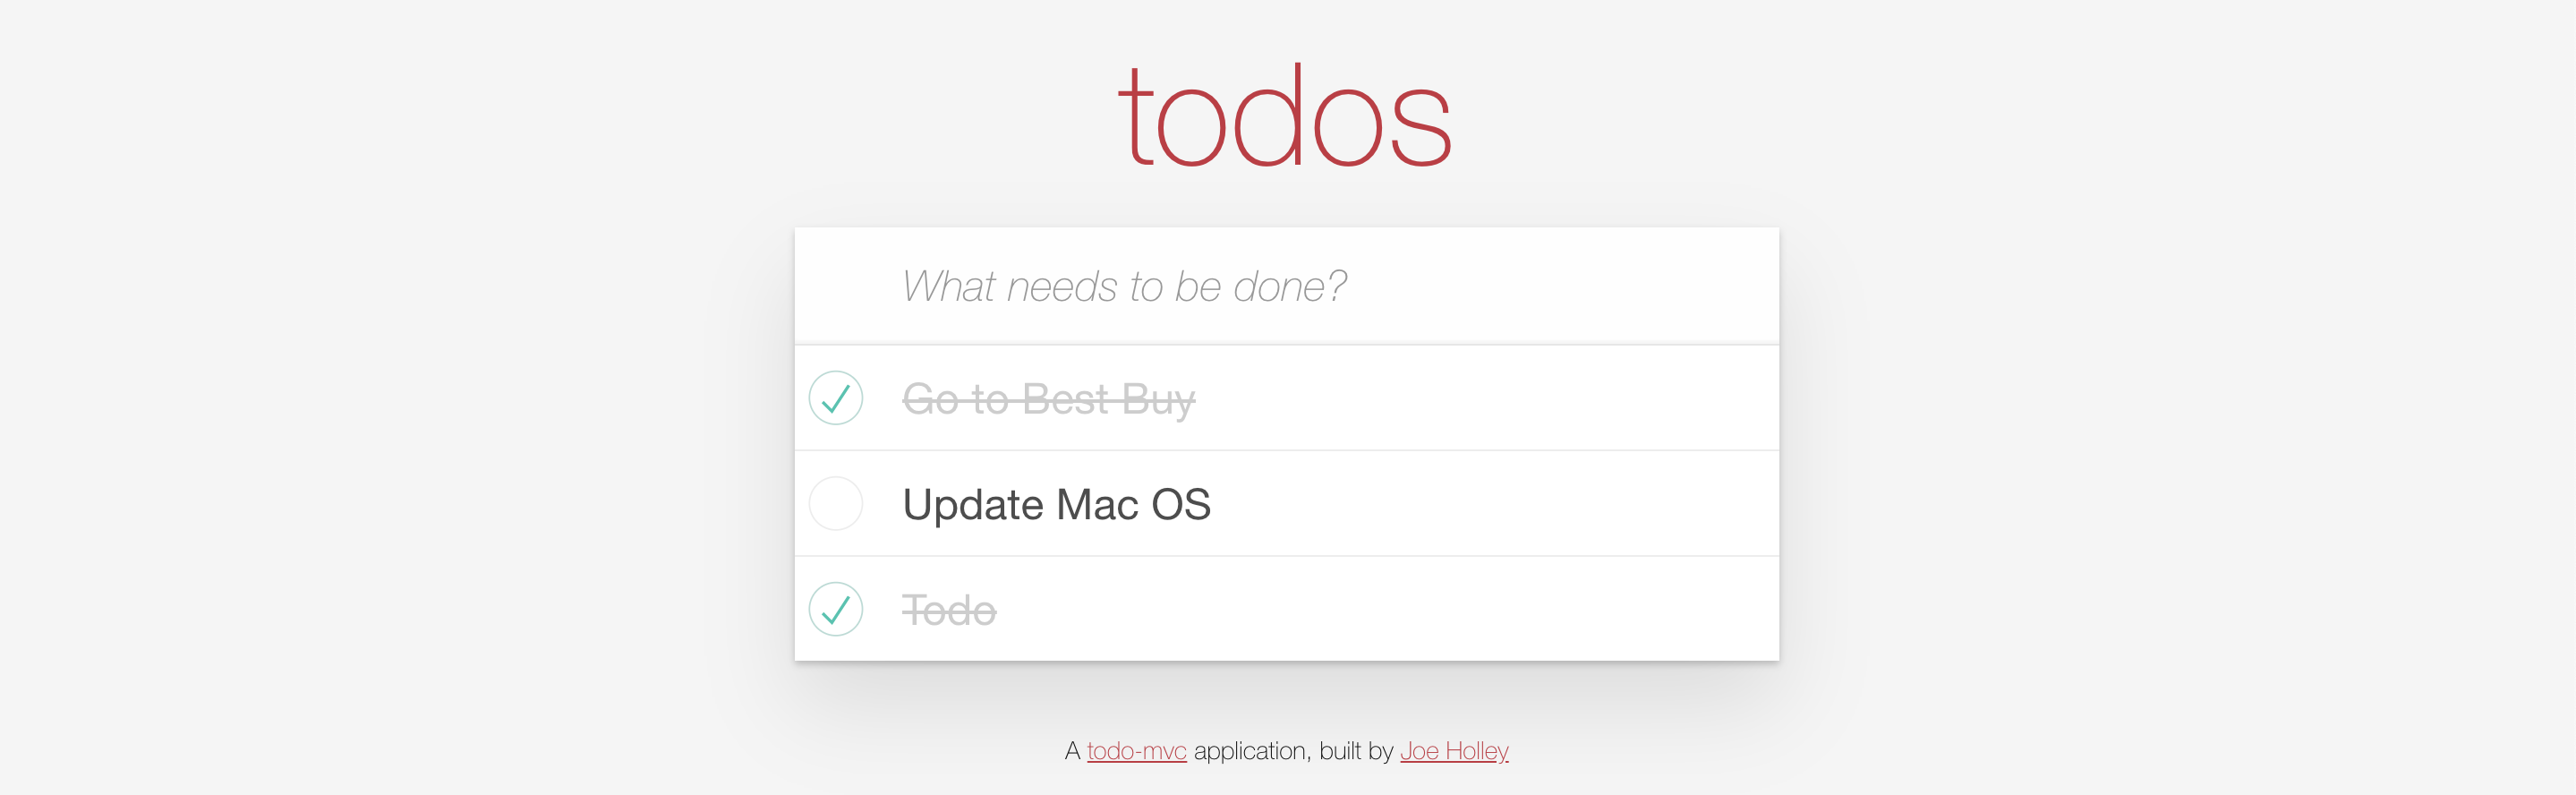 todos
What needs to be done?
Go to Best Buy
Update Mac OS
Todo
A todo-mvc application, built by Joe Holley